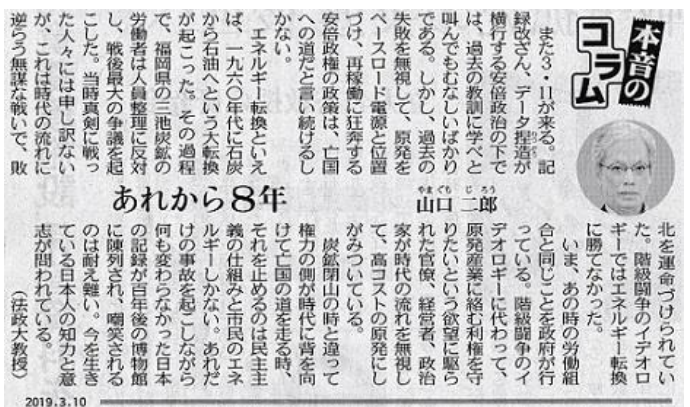 本音の
コラム
あれから8年
やまぐち じろう
山口 二郎
また3・11が来る。記
録改ざん、データ捏造が
横行する安倍政治の下で
は、過去の教訓に学べと
叫んでもむなしいばかり
である。しかし、過去の
失敗を無視して、原発を
ベースロード電源と位置
づけ、再稼働に狂奔する
安倍政権の政策は、亡国
への道だと言い続けるし
かない。
エネルギー転換といえ
ば、一九六〇年代に石炭
から石油へという大転換
が起こった。その過程
で、福岡県の三池炭鉱の
労働者は人員整理に反対
し、戦後最大の争議を起
こした。当時真剣に戦っ
た人々には申し訳ない
が、これは時代の流れに
逆らう無謀な戦いで、敗
北を運命づけられてい
た。階級闘争のイデオロ
ギーではエネルギー転換
に勝てなかった。
いま、あの時の労働組
合と同じことを政府が行
っている。階級闘争のイ
デオロギーに代わって、
原発産業に絡む利権を守
りたいという欲望に駆ら
れた官僚、経営者、政治
家が時代の流れを無視し
て、高コストの原発にし
がみついている。
炭鉱閉山の時と違って
権力の側が時代に背を向
けて亡国の道を走る時、
それを止めるのは民主主
義の仕組みと市民のエネ
ルギーしかない。あれだ
けの事故を起こしながら
何も変わらなかった日本
の記録が百年後の博物館
に陳列され、嘲笑される
のは耐え難い。今を生き
ている日本人の知力と意
志が問われている。
（法政大教授）
2019.3.10